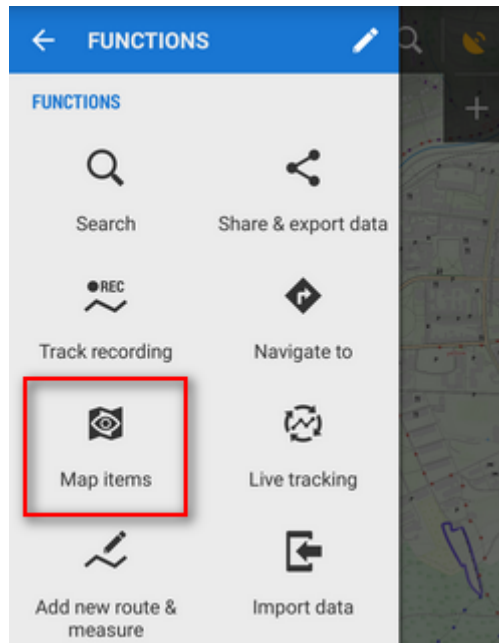 FUNCTIONS
FUNCTIONS
Search
Share & export data
REC
Track recording
Navigate to
Map items
Live tracking
Add new route &
measure
Import data